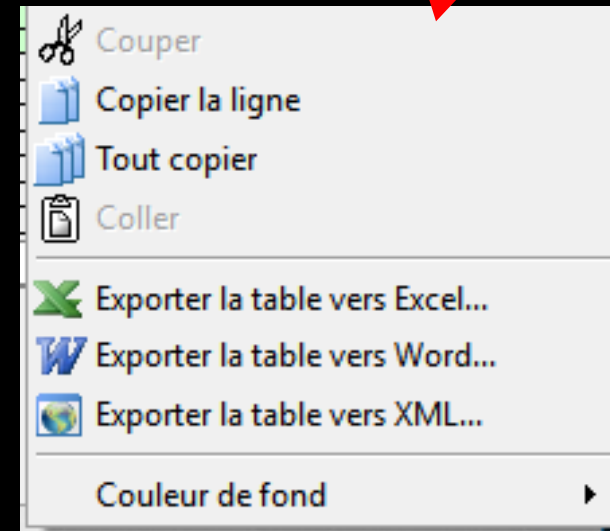 Couper
Copier la ligne
Tout copier
Coller
Exporter la table vers Excel...
Exporter la table vers Word...
Exporter la table vers XML...
Couleur de fond